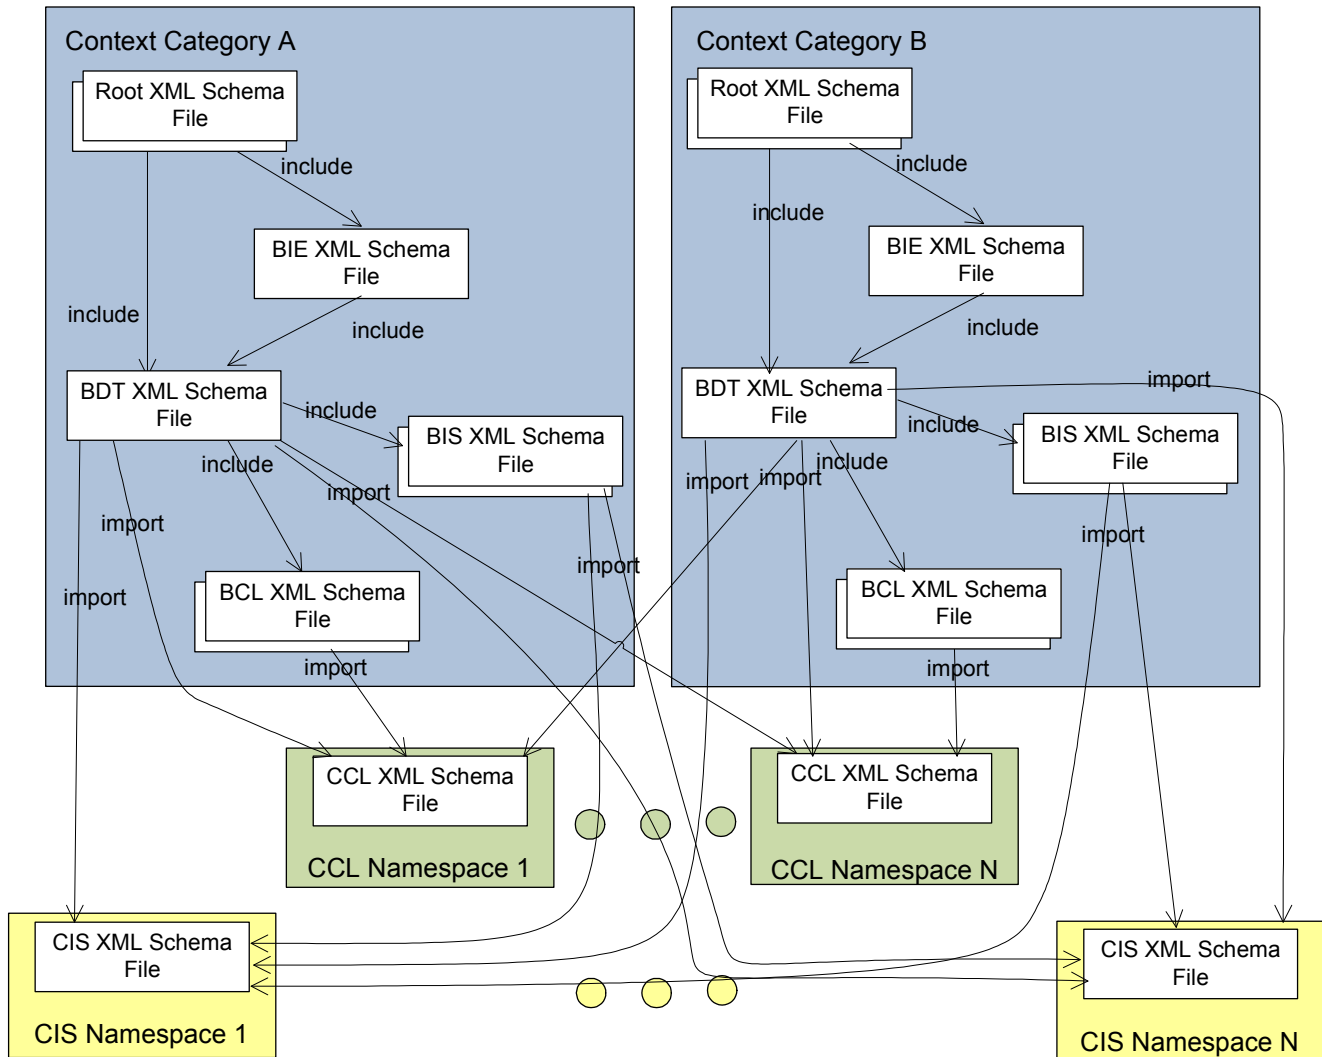 Context Category A
Context Category B
Root XML Schema
File
Root XML Schema
File
include
include
include
BIE XML Schema
File
BIE XML Schema
File
include
include
include
BDT XML Schema
File
BDT XML Schema
File
import
include
include
BIS XML Schema
File
BIS XML Schema
File
include
include
import
import
import
import
import
import
import
BCL XML Schema
File
BCL XML Schema
File
import
import
CCL XML Schema
File
CCL XML Schema
File
CCL Namespace 1
CCL Namespace N
CIS XML Schema
File
CIS XML Schema
File
CIS Namespace 1
CIS Namespace N